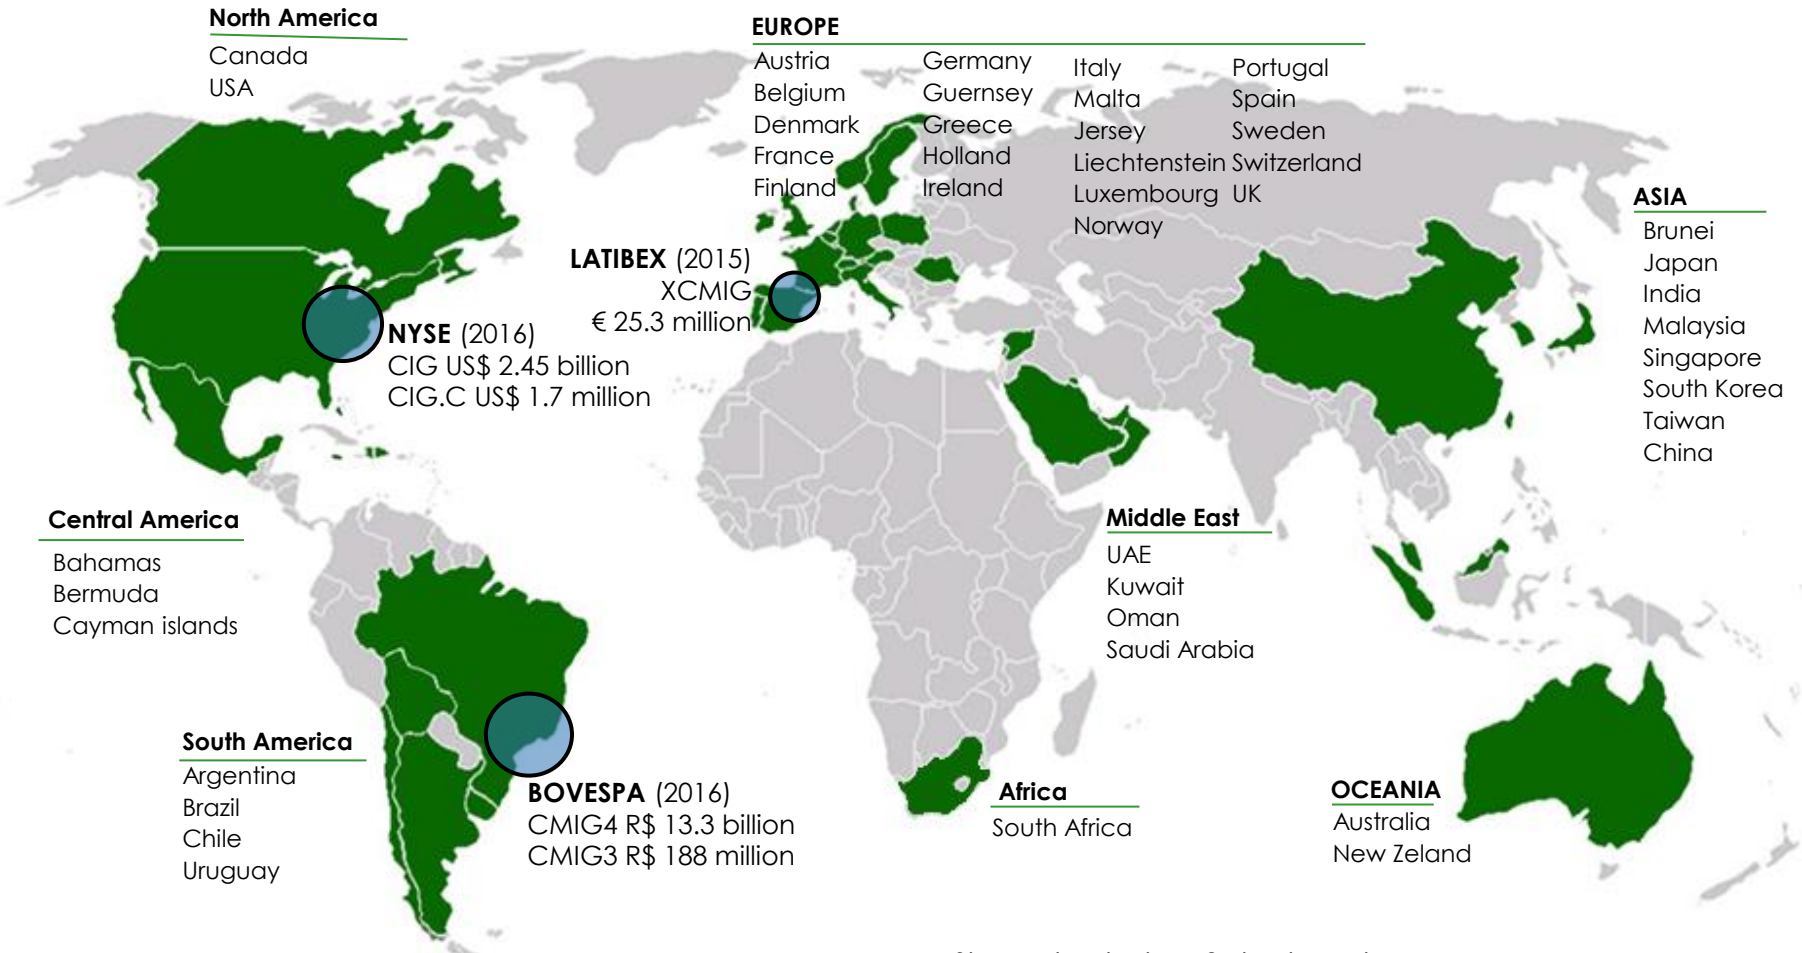 North America
Canada
USA
EUROPE
Austria
Belgium
Denmark
France
Finland
Germany
Guernsey
Greece
Holland
Ireland
Italy
Malta
Jersey
Liechtenstein
Luxembourg
Norway
Portugal
Spain
Sweden
Switzerland
UK
ASIA
Brunei
Japan
India
Malaysia
Singapore
South Korea
Taiwan
China
LATIBEX (2015)
XCMIG
€ 25.3 million
NYSE (2016)
CIG US$ 2.45 billion
CIG.C US$ 1.7 million
Central America
Bahamas
Bermuda
Cayman islands
Middle East
UAE
Kuwait
Oman
Saudi Arabia
South America
Argentina
Brazil
Chile
Uruguay
BOVESPA (2016)
CMIG4 R$ 13.3 billion
CMIG3 R$ 188 million
Africa
South Africa
OCEANIA
Australia
New Zeland